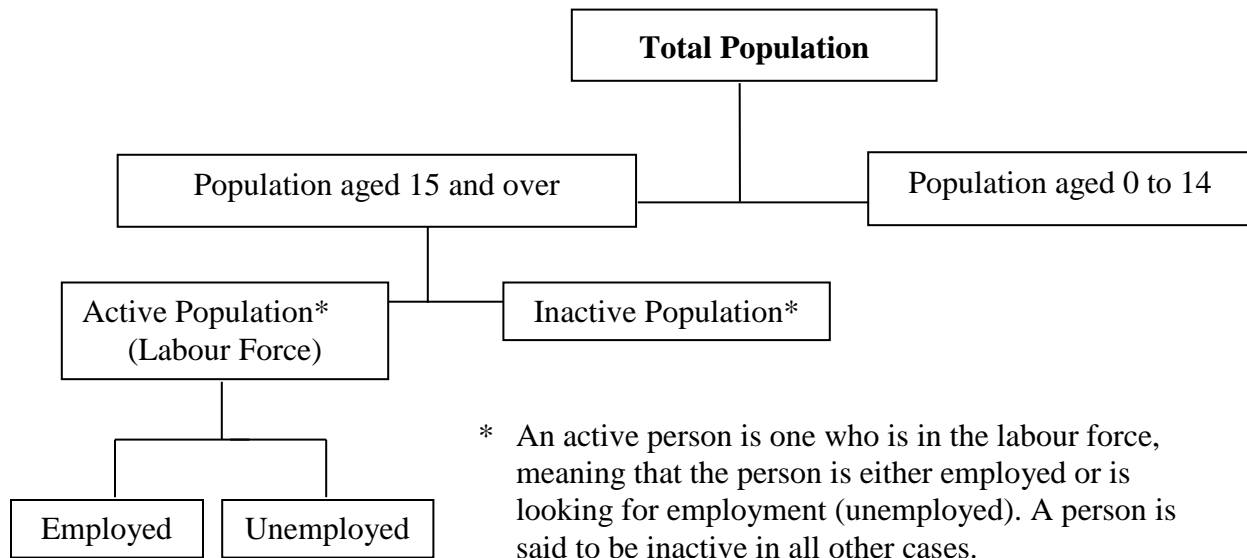 Total Population
Population aged 15 and over
Population aged 0 to 14
Active Population*
(Labour Force)
Inactive Population*
Employed
Unemployed
* An active person is one who is in the labour force,
meaning that the person is either employed or is
looking for employment (unemployed). A person is
said to be inactive in all other cases.